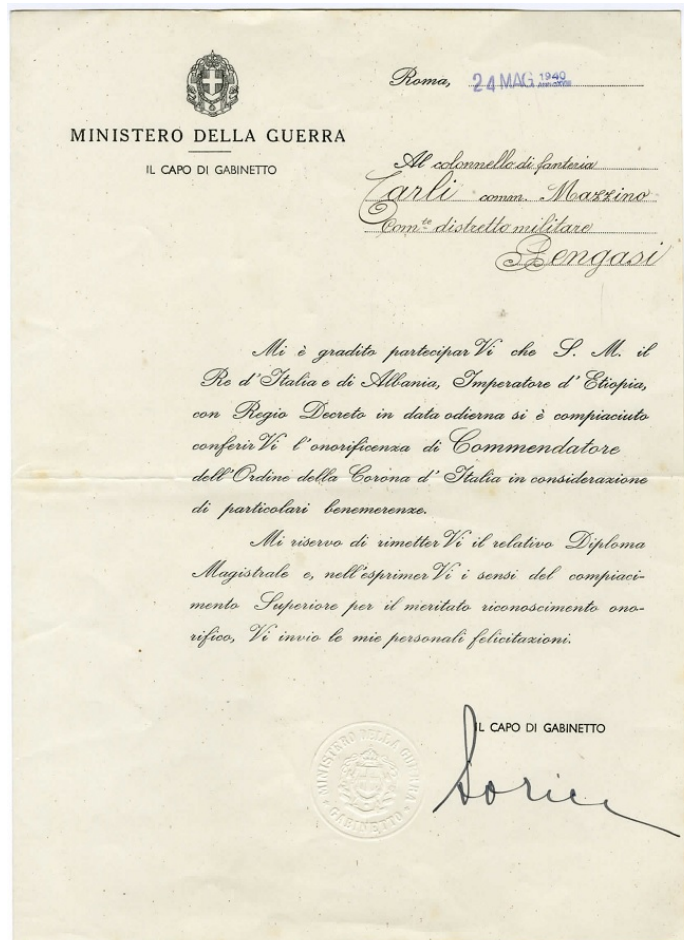 MINISTERO DELLA GUERRA
IL CAPO DI GABINETTO
Roma, 24 MAG 1940
Al colonnello di fanteria
Carli comm. Mazzino
Com.te distretto militare
Bengasi
Mi è gradito parteciparVi che S. M. il
Re d'Italia e di Albania, Imperatore d'Etiopia,
con Regio Decreto in data odierna si è compiaciuto
conferirVi l'onorificenza di Commendatore
dell'Ordine della Corona d'Italia in considerazione
di particolari benemerenze.
Mi riservo di rimetterVi il relativo Diploma
Magistrale e, nell'esprimerVi i sensi del compiaci-
mento Superiore per il meritato riconoscimento ono-
rifico, Vi invio le mie personali felicitazioni.
IL CAPO DI GABINETTO
MINISTERO DELLA GUERRA
GABINETTO